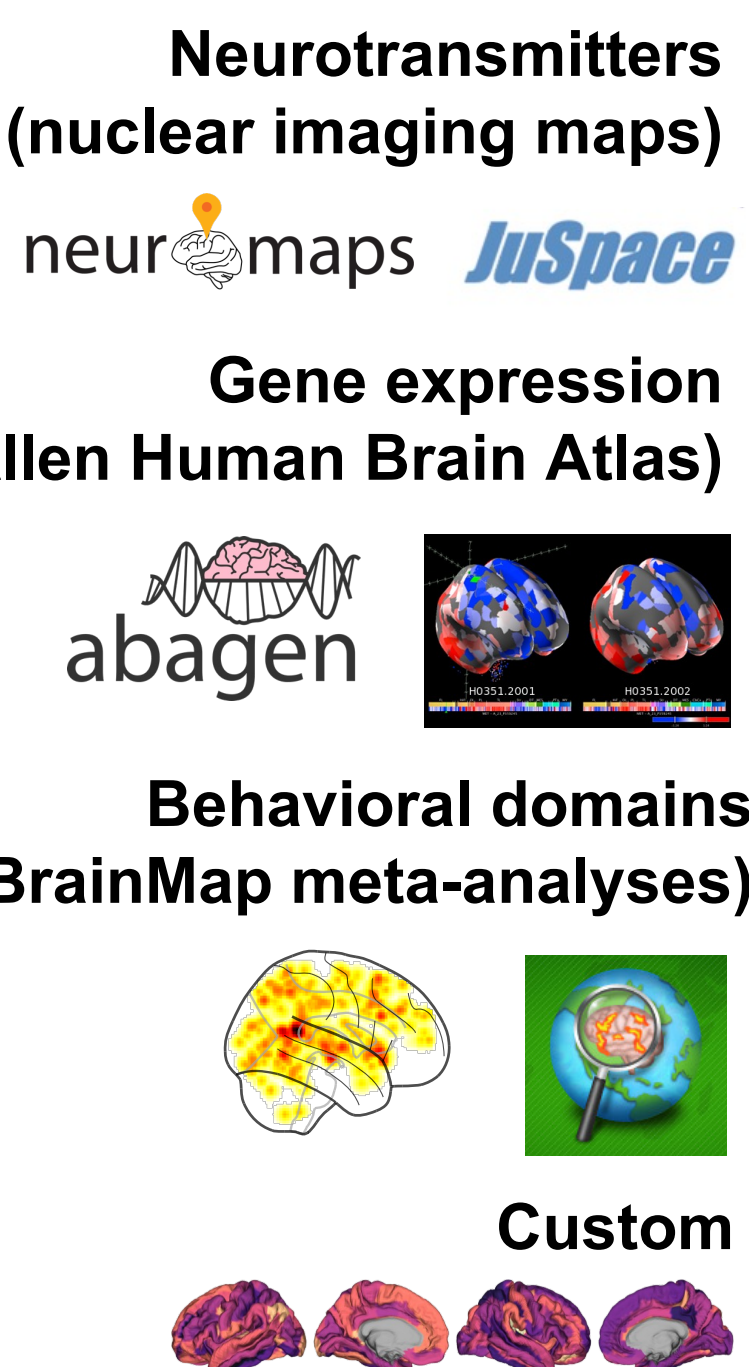 Neurotransmitters
(nuclear imaging maps)
neuromaps
JuSpace
Gene expression
llen Human Brain Atlas)
abagen
H0351.2001
H0351.2002
Behavioral domains
BrainMap meta-analyses)
Custom